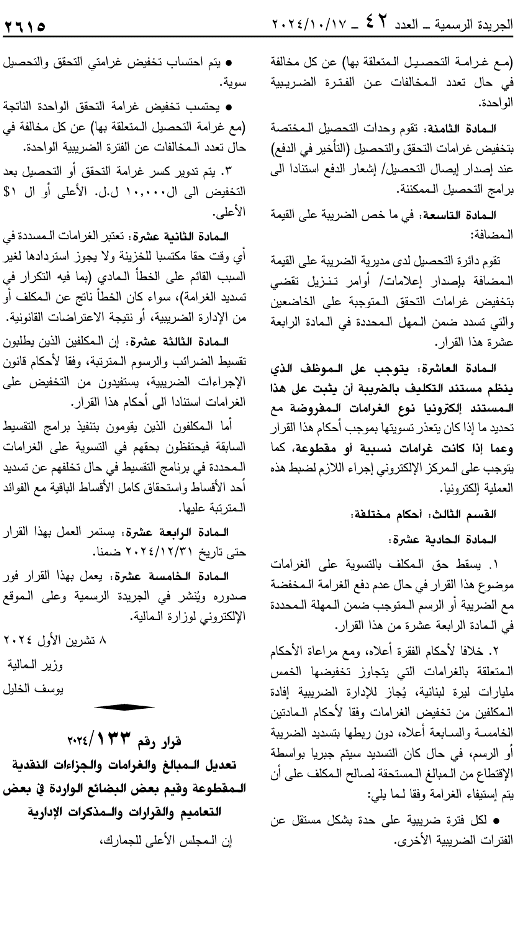 الجريدة الرسمية ــ العدد ٤٢ ــ ٢٠٢٤/١٠/١٧
٢٦١٥
(مع غرامة التحصيل المتعلقة بها) عن كل مخالفة
في حال تعدد المخالفات عن الفترة الضريبية
الواحدة.
المادة الثامنة: تقوم وحدات التحصيل المختصة
بتخفيض غرامات التحقق والتحصيل (التأخير في الدفع)
عند إصدار إيصال التحصيل/ إشعار الدفع استنادا الى
برامج التحصيل الممكننة.
المادة التاسعة: في ما خص الضريبة على القيمة
المضافة:
تقوم دائرة التحصيل لدى مديرية الضريبة على القيمة
المضافة بإصدار إعلامات/ أوامر تنزيل تقضي
بتخفيض غرامات التحقق المتوجبة على الخاضعين
والتي تسدد ضمن المهل المحددة في المادة الرابعة
عشرة هذا القرار.
المادة العاشرة: يتوجب على الموظف الذي
ينظم مستند التكليف بالضريبة أن يثبت على هذا
المستند إلكترونيا نوع الغرامات المفروضة مع
تحديد ما إذا كان يتعذر تسويتها بموجب أحكام هذا القرار
وعما إذا كانت غرامات نسبية أو مقطوعة، كما
يتوجب على المركز الإلكتروني إجراء اللازم لضبط هذه
العملية إلكترونيا.
القسم الثالث: أحكام مختلفة:
المادة الحادية عشرة:
١. يسقط حق المكلف بالتسوية على الغرامات
موضوع هذا القرار في حال عدم دفع الغرامة المخفضة
مع الضريبة أو الرسم المتوجب ضمن المهلة المحددة
في المادة الرابعة عشرة من هذا القرار.
٢. خلافا لأحكام الفقرة أعلاه، ومع مراعاة الأحكام
المتعلقة بالغرامات التي يتجاوز تخفيضها الخمس
مليارات ليرة لبنانية، يُجاز للإدارة الضريبية إفادة
المكلفين من تخفيض الغرامات وفقا لأحكام المادتين
الخامسة والسابعة أعلاه، دون ربطها بتسديد الضريبة
أو الرسم، في حال كان التسديد سيتم جبريا بواسطة
الإقتطاع من المبالغ المستحقة لصالح المكلف على أن
يتم إستيفاء الغرامة وفقا لما يلي:
• لكل فترة ضريبية على حدة بشكل مستقل عن
الفترات الضريبية الأخرى.
• يتم احتساب تخفيض غرامتي التحقق والتحصيل
سوية.
• يحتسب تخفيض غرامة التحقق الواحدة الناتجة
(مع غرامة التحصيل المتعلقة بها) عن كل مخالفة في
حال تعدد المخالفات عن الفترة الضريبية الواحدة.
٣. يتم تدوير كسر غرامة التحقق أو التحصيل بعد
التخفيض الى ال١٠,٠٠٠ ل.ل. الأعلى أو ال ١$
الأعلى.
المادة الثانية عشرة: تعتبر الغرامات المسددة في
أي وقت حقا مكتسبا للخزينة ولا يجوز استردادها لغير
السبب القائم على الخطأ المادي (بما فيه التكرار في
تسديد الغرامة)، سواء كان الخطأ ناتج عن المكلف أو
من الإدارة الضريبية، أو نتيجة الاعتراضات القانونية.
المادة الثالثة عشرة: إن المكلفين الذين يطلبون
تقسيط الضرائب والرسوم المترتبة، وفقا لأحكام قانون
الإجراءات الضريبية، يستفيدون من التخفيض على
الغرامات استنادا الى أحكام هذا القرار.
أما المكلفون الذين يقومون بتنفيذ برامج التقسيط
السابقة فيحتفظون بحقهم في التسوية على الغرامات
المحددة في برنامج التقسيط في حال تخلفهم عن تسديد
أحد الأقساط واستحقاق كامل الأقساط الباقية مع الفوائد
المترتبة عليها.
المادة الرابعة عشرة: يستمر العمل بهذا القرار
حتى تاريخ ٢٠٢٤/١٢/٣١ ضمنا.
المادة الخامسة عشرة: يعمل بهذا القرار فور
صدوره ويُنشر في الجريدة الرسمية وعلى الموقع
الإلكتروني لوزارة المالية.
٨ تشرين الأول ٢٠٢٤
وزير المالية
يوسف الخليل
قرار رقم ٢٠٢٤/١٣٣
تعديل المبالغ والغرامات والجزاءات النقدية
المقطوعة وقيم بعض البضائع الواردة في بعض
التعاميم والقرارات والمذكرات الإدارية
إن المجلس الأعلى للجمارك،